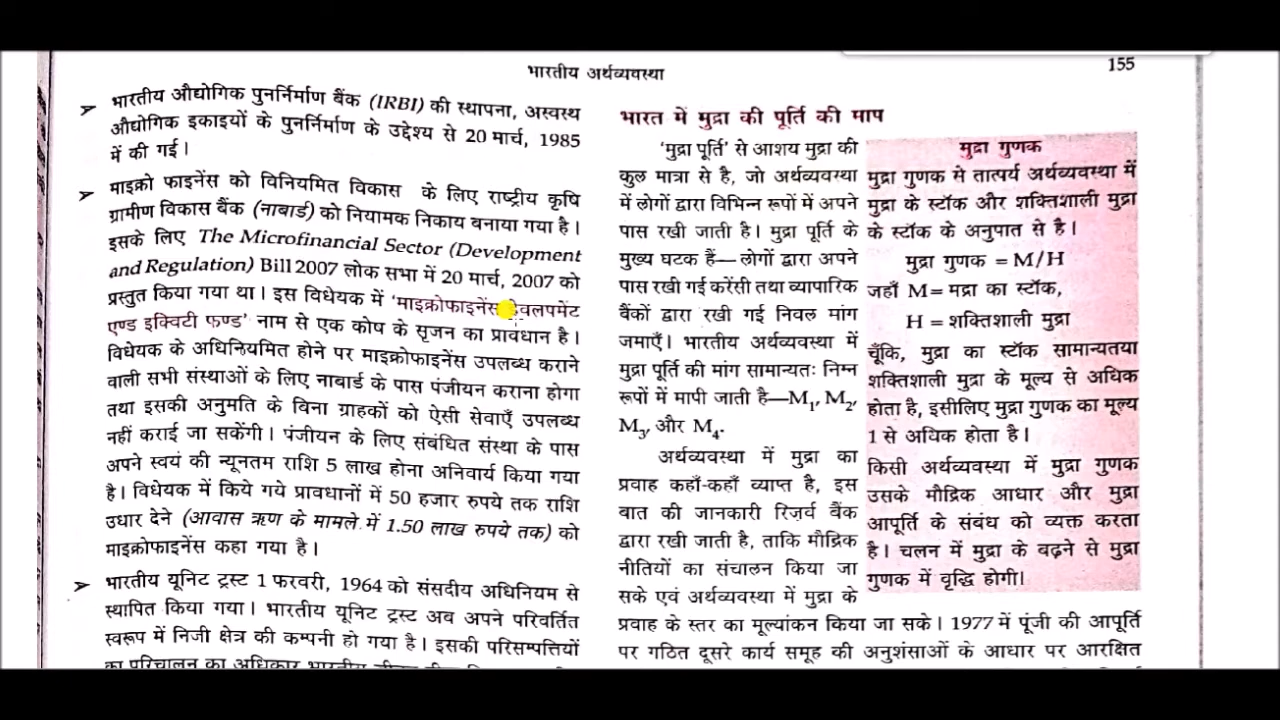 भारतीय अर्थव्यवस्था
155
➢ भारतीय औद्योगिक पुनर्निर्माण बैंक (IRBI) की स्थापना, अस्वस्थ
औद्योगिक इकाइयों के पुनर्निर्माण के उद्देश्य से 20 मार्च, 1985
में की गई।
➢ माइक्रो फाइनेंस को विनियमित विकास के लिए राष्ट्रीय कृषि
ग्रामीण विकास बैंक (नाबार्ड) को नियामक निकाय बनाया गया है।
इसके लिए The Microfinancial Sector (Development
and Regulation) Bill 2007 लोक सभा में 20 मार्च, 2007 को
प्रस्तुत किया गया था। इस विधेयक में 'माइक्रोफाइनेंस डेवलपमेंट
एण्ड इक्विटी फण्ड' नाम से एक कोष के सृजन का प्रावधान है।
विधेयक के अधिनियमित होने पर माइक्रोफाइनेंस उपलब्ध कराने
वाली सभी संस्थाओं के लिए नाबार्ड के पास पंजीयन कराना होगा
तथा इसकी अनुमति के बिना ग्राहकों को ऐसी सेवाएँ उपलब्ध
नहीं कराई जा सकेंगी। पंजीयन के लिए संबंधित संस्था के पास
अपने स्वयं की न्यूनतम राशि 5 लाख होना अनिवार्य किया गया
है। विधेयक में किये गये प्रावधानों में 50 हजार रुपये तक राशि
उधार देने (आवास ऋण के मामले में 1.50 लाख रुपये तक) को
माइक्रोफाइनेंस कहा गया है।
➢ भारतीय यूनिट ट्रस्ट 1 फरवरी, 1964 को संसदीय अधिनियम से
स्थापित किया गया। भारतीय यूनिट ट्रस्ट अब अपने परिवर्तित
स्वरूप में निजी क्षेत्र की कम्पनी हो गया है। इसकी परिसम्पत्तियों
का परिचालन का अधिकार भारतीय
भारत में मुद्रा की पूर्ति की माप
'मुद्रा पूर्ति' से आशय मुद्रा की
कुल मात्रा से है, जो अर्थव्यवस्था
में लोगों द्वारा विभिन्न रूपों में अपने
पास रखी जाती है। मुद्रा पूर्ति के
मुख्य घटक हैं— लोगों द्वारा अपने
पास रखी गई करेंसी तथा व्यापारिक
बैंकों द्वारा रखी गई निवल मांग
जमाएँ। भारतीय अर्थव्यवस्था में
मुद्रा पूर्ति की मांग सामान्यतः निम्न
रूपों में मापी जाती है—M₁, M₂,
M₃, और M₄.
अर्थव्यवस्था में मुद्रा का
प्रवाह कहाँ-कहाँ व्याप्त है, इस
बात की जानकारी रिज़र्व बैंक
द्वारा रखी जाती है, ताकि मौद्रिक
नीतियों का संचालन किया जा
सके एवं अर्थव्यवस्था में मुद्रा के
प्रवाह के स्तर का मूल्यांकन किया जा सके। 1977 में पूंजी की आपूर्ति
पर गठित दूसरे कार्य समूह की अनुशंसाओं के आधार पर आरक्षित
मुद्रा गुणक
मुद्रा गुणक से तात्पर्य अर्थव्यवस्था में
मुद्रा के स्टॉक और शक्तिशाली मुद्रा
के स्टॉक के अनुपात से है।
मुद्रा गुणक = M/H
जहाँ M = मद्रा का स्टॉक,
H = शक्तिशाली मुद्रा
चूँकि, मुद्रा का स्टॉक सामान्यतया
शक्तिशाली मुद्रा के मूल्य से अधिक
होता है, इसीलिए मुद्रा गुणक का मूल्य
1 से अधिक होता है।
किसी अर्थव्यवस्था में मुद्रा गुणक
उसके मौद्रिक आधार और मुद्रा
आपूर्ति के संबंध को व्यक्त करता
है। चलन में मुद्रा के बढ़ने से मुद्रा
गुणक में वृद्धि होगी।